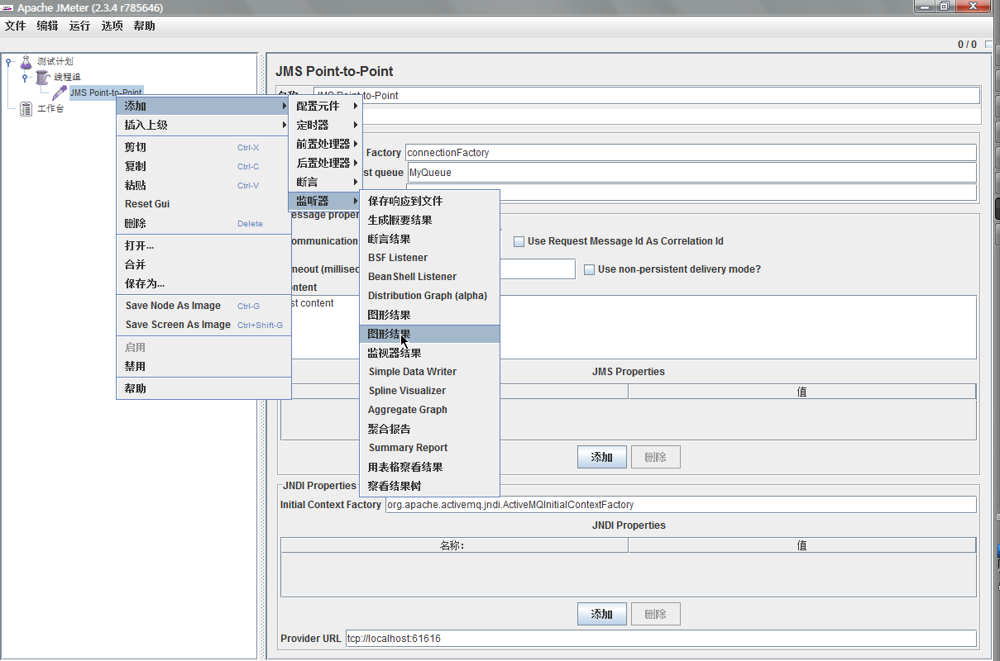 Apache JMeter (2.3.4 r785646)
文件 编辑 运行 选项 帮助
0 / 0
测试计划
线程组
JMS Point-to-Point
工作台
添加
插入上级
剪切 Ctrl-X
复制 Ctrl-C
粘贴 Ctrl-V
Reset Gui
删除 Delete
打开...
合并
保存为...
Save Node As Image Ctrl-G
Save Screen As Image Ctrl+Shift-G
启用
禁用
帮助
配置元件
定时器
前置处理器
后置处理器
断言
监听器
保存响应到文件
生成概要结果
断言结果
BSF Listener
BeanShell Listener
Distribution Graph (alpha)
图形结果
图形结果
监视器结果
Simple Data Writer
Spline Visualizer
Aggregate Graph
聚合报告
Summary Report
用表格察看结果
察看结果树
JMS Point-to-Point
名称: JMS Point-to-Point
Factory connectionFactory
st queue MyQueue
essage proper
ommunication
Use Request Message Id As Correlation Id
meout (millisec
Use non-persistent delivery mode?
ntent
st content
JMS Properties
值
添加 删除
JNDI Properties
Initial Context Factory org.apache.activemq.jndi.ActiveMQInitialContextFactory
JNDI Properties
名称: 值
添加 删除
Provider URL tcp://localhost:61616